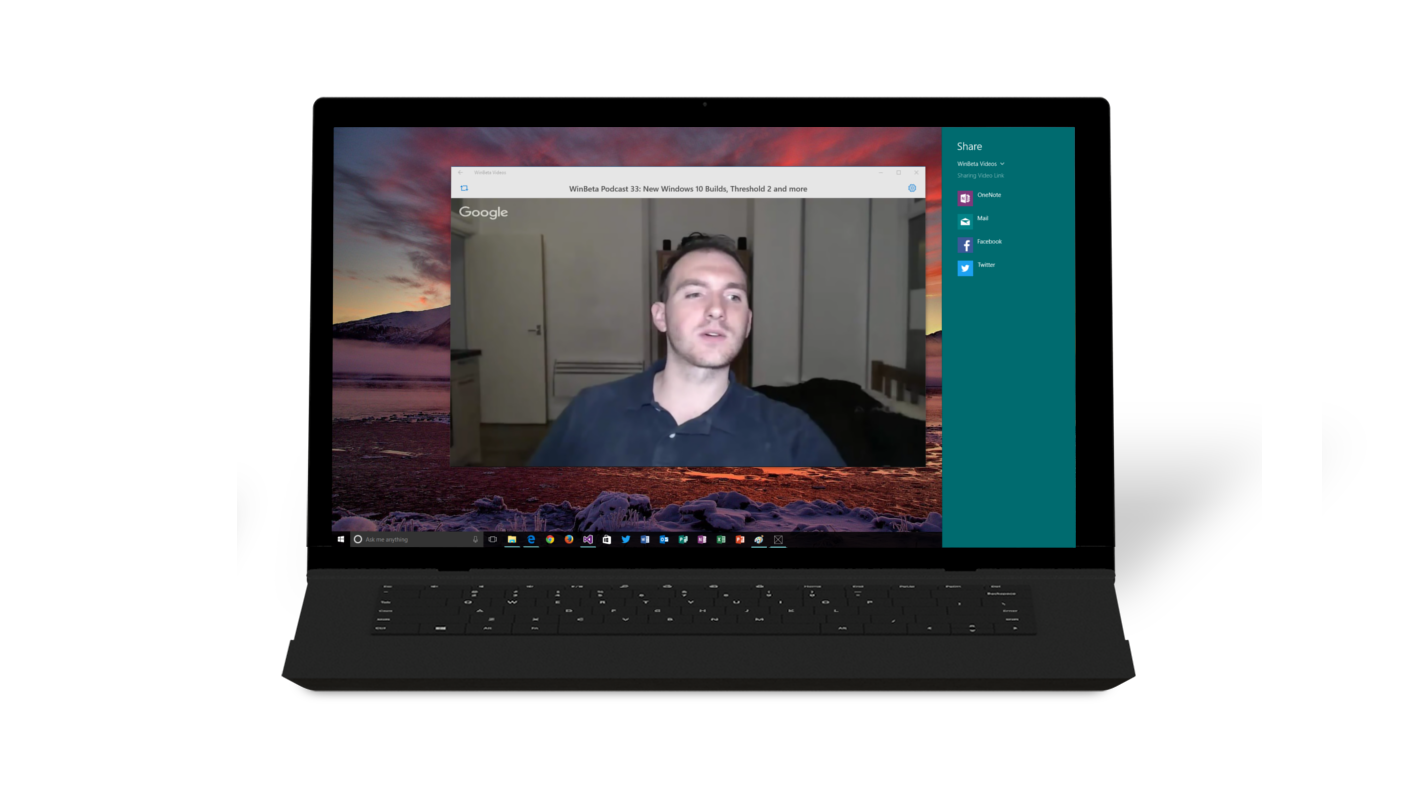 Share
WinBeta Videos
Sharing Video Link
OneNote
Mail
Facebook
Twitter
WinBeta Videos
WinBeta Podcast 33: New Windows 10 Builds, Threshold 2 and more
Google
Ask me anything